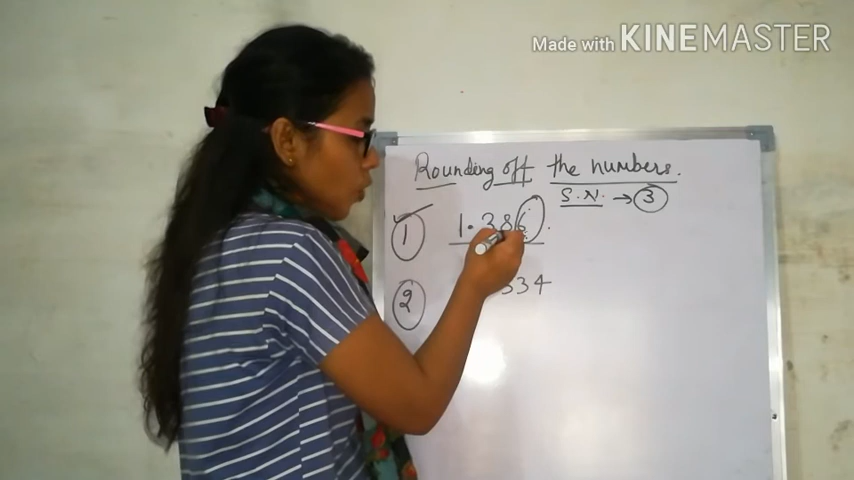 Made with KINEMASTER
Rounding off the numbers.
S.N. → 3
1 1.386.
2 334